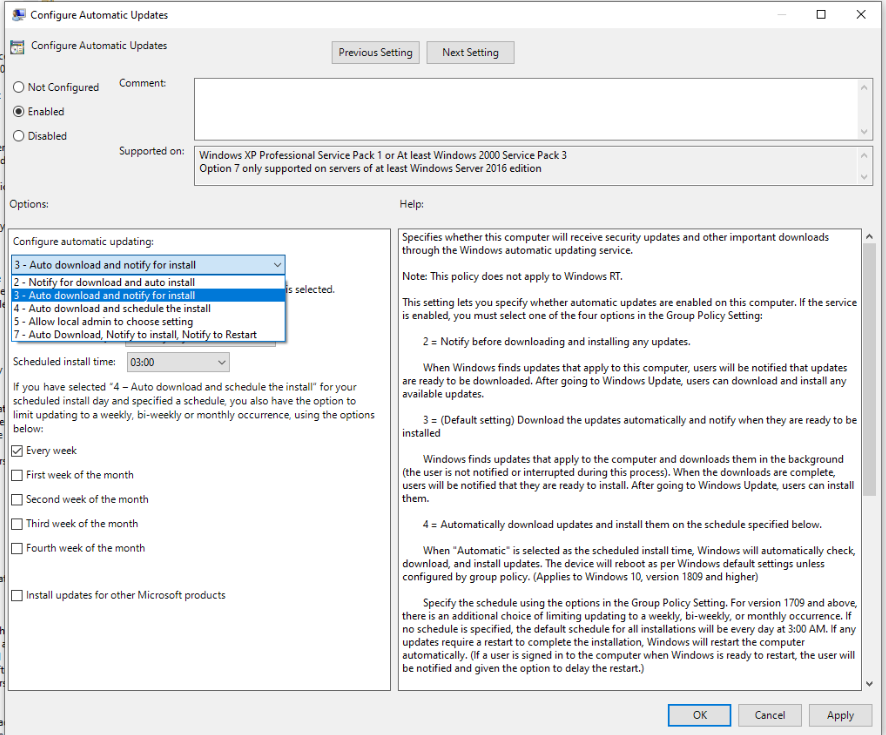 Configure Automatic Updates
Configure Automatic Updates
Previous Setting
Next Setting
Not Configured
Enabled
Disabled
Comment:
Supported on:
Windows XP Professional Service Pack 1 or At least Windows 2000 Service Pack 3
Option 7 only supported on servers of at least Windows Server 2016 edition
Options:
Help:
Configure automatic updating:
3 - Auto download and notify for install
2 - Notify for download and auto install
3 - Auto download and notify for install
4 - Auto download and schedule the install
5 - Allow local admin to choose setting
7 - Auto Download, Notify to install, Notify to Restart
is selected.
Scheduled install time:
03:00
If you have selected “4 – Auto download and schedule the install” for your
scheduled install day and specified a schedule, you also have the option to
limit updating to a weekly, bi-weekly or monthly occurrence, using the options
below:
Every week
First week of the month
Second week of the month
Third week of the month
Fourth week of the month
Install updates for other Microsoft products
Specifies whether this computer will receive security updates and other important downloads
through the Windows automatic updating service.
Note: This policy does not apply to Windows RT.
This setting lets you specify whether automatic updates are enabled on this computer. If the service
is enabled, you must select one of the four options in the Group Policy Setting:
2 = Notify before downloading and installing any updates.
When Windows finds updates that apply to this computer, users will be notified that updates
are ready to be downloaded. After going to Windows Update, users can download and install any
available updates.
3 = (Default setting) Download the updates automatically and notify when they are ready to be
installed
Windows finds updates that apply to the computer and downloads them in the background
(the user is not notified or interrupted during this process). When the downloads are complete,
users will be notified that they are ready to install. After going to Windows Update, users can install
them.
4 = Automatically download updates and install them on the schedule specified below.
When "Automatic" is selected as the scheduled install time, Windows will automatically check,
download, and install updates. The device will reboot as per Windows default settings unless
configured by group policy. (Applies to Windows 10, version 1809 and higher)
Specify the schedule using the options in the Group Policy Setting. For version 1709 and above,
there is an additional choice of limiting updating to a weekly, bi-weekly, or monthly occurrence. If
no schedule is specified, the default schedule for all installations will be every day at 3:00 AM. If any
updates require a restart to complete the installation, Windows will restart the computer
automatically. (If a user is signed in to the computer when Windows is ready to restart, the user will
be notified and given the option to delay the restart.)
OK
Cancel
Apply